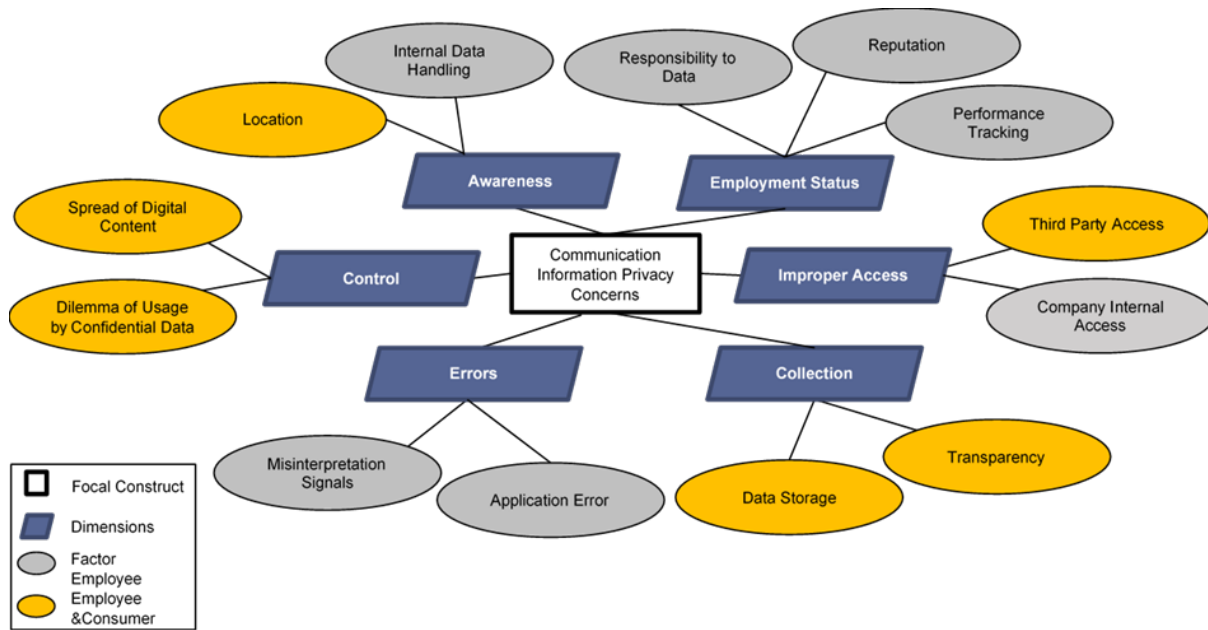 Internal Data
Handling
Location
Awareness
Responsibility to
Data
Reputation
Performance
Tracking
Employment Status
Spread of Digital
Content
Dilemma of Usage
by Confidential Data
Control
Communication
Information Privacy
Concerns
Improper Access
Third Party Access
Company Internal
Access
Errors
Misinterpretation
Signals
Application Error
Collection
Data Storage
Transparency
Focal Construct
Dimensions
Factor
Employee
Employee
&Consumer